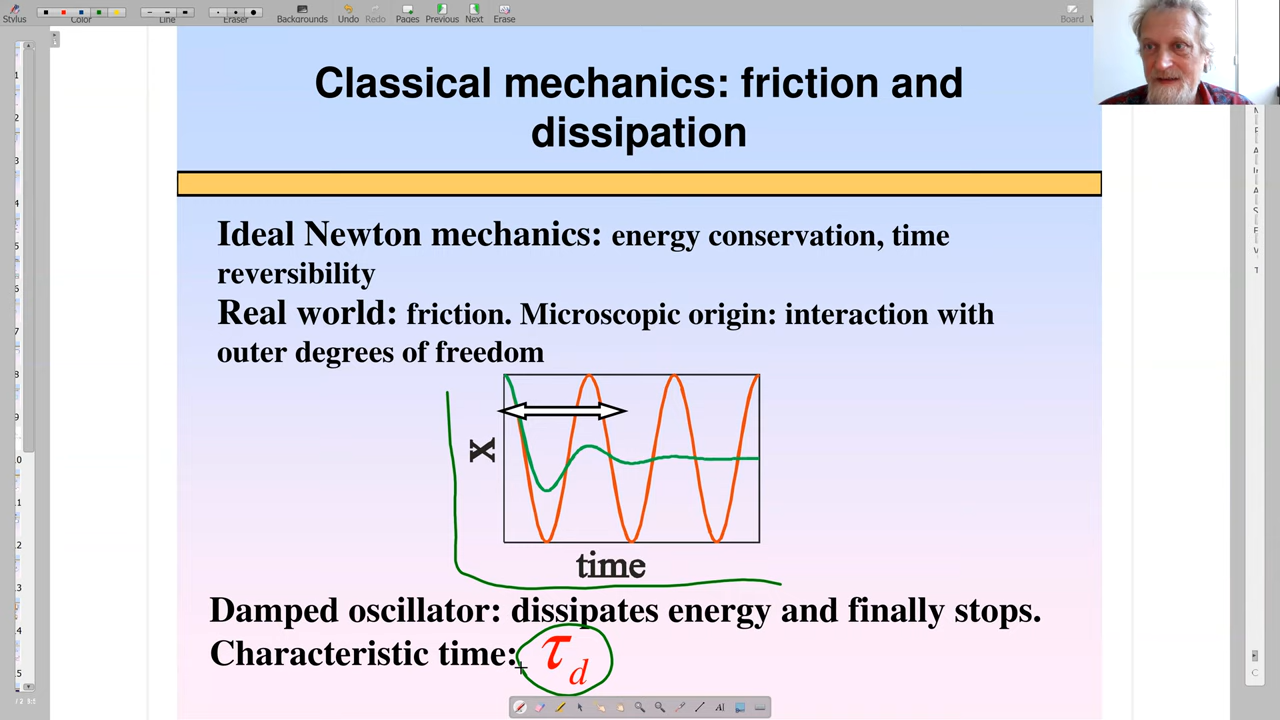 Stylus
Color
Line
Eraser
Backgrounds
Undo
Redo
Pages
Previous
Next
Erase
Board
Classical mechanics: friction and
dissipation
Ideal Newton mechanics: energy conservation, time
reversibility
Real world: friction. Microscopic origin: interaction with
outer degrees of freedom
x
time
Damped oscillator: dissipates energy and finally stops.
Characteristic time: τ_d